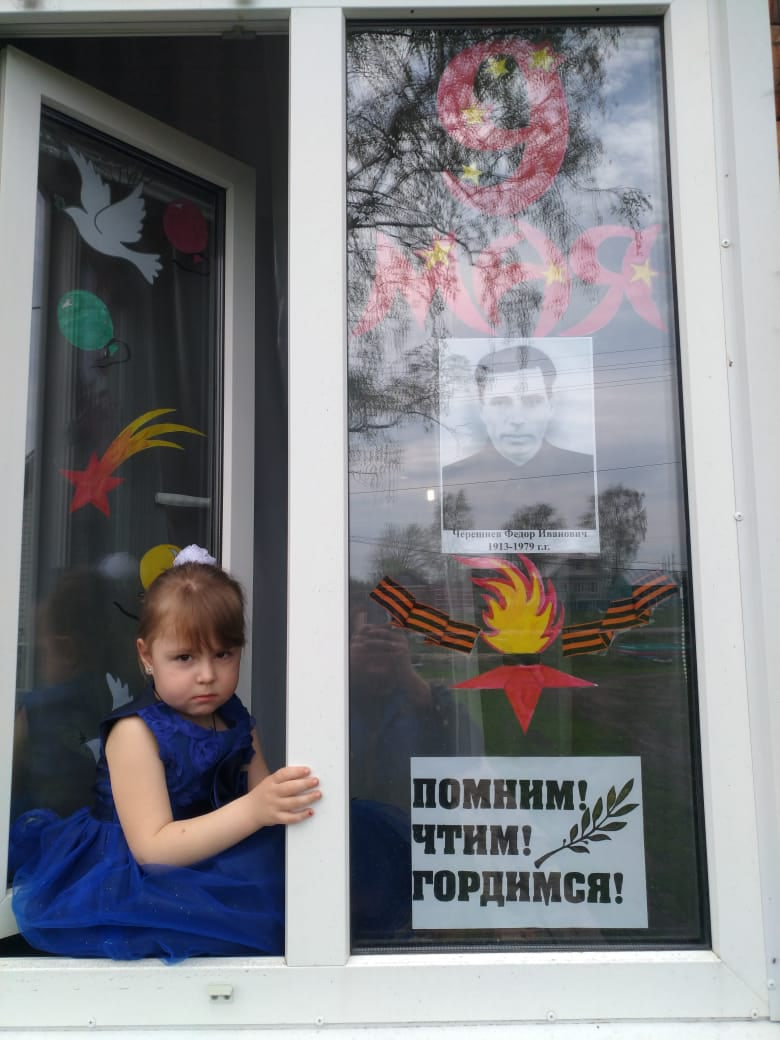 9
МАЯ
Черешнев Федор Иванович
1913-1979 г.г.
ПОМНИМ!
ЧТИМ!
ГОРДИМСЯ!